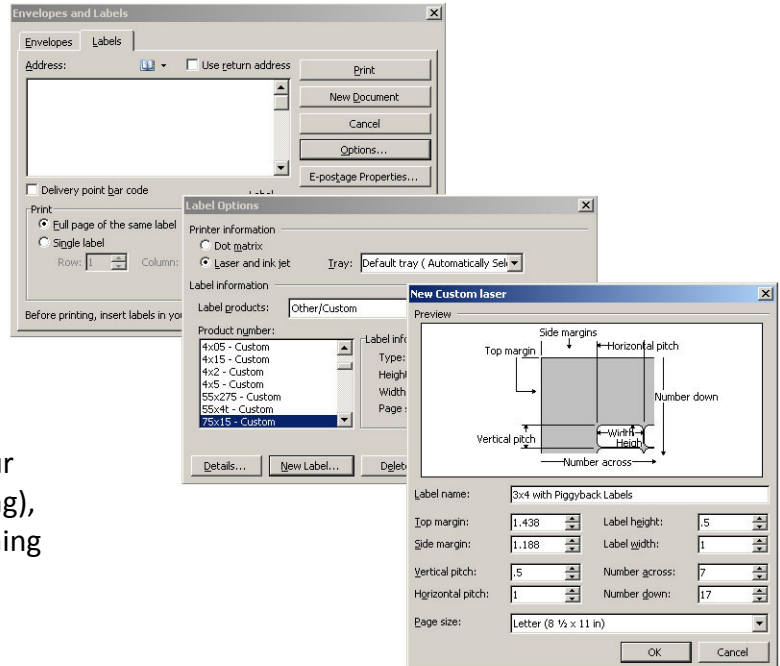 Envelopes and Labels
Envelopes Labels
Address: Use return address
Print
New Document
Cancel
Options...
E-postage Properties...
Delivery point bar code
Print
Full page of the same label
Single label
Row: 1 Column:
Before printing, insert labels in
Label Options
Printer information
Dot matrix
Laser and ink jet Tray: Default tray ( Automatically
Label information
Label products: Other/Custom
Product number:
4x05 - Custom
4x15 - Custom
4x2 - Custom
4x5 - Custom
55x275 - Custom
55x4t - Custom
75x15 - Custom
Label
Type:
Height
Width
Page
Details... New Label...
New Custom laser
Preview
Side margins
Top margin Horizontal pitch
Number down
Vertical pitch Width
Number across
Label name: 3x4 with Piggyback Labels
Top margin: 1.438 Label height: .5
Side margin: 1.188 Label width: 1
Vertical pitch: .5 Number across: 7
Horizontal pitch: 1 Number down: 17
Page size: Letter (8 ½ x 11 in)
OK Cancel